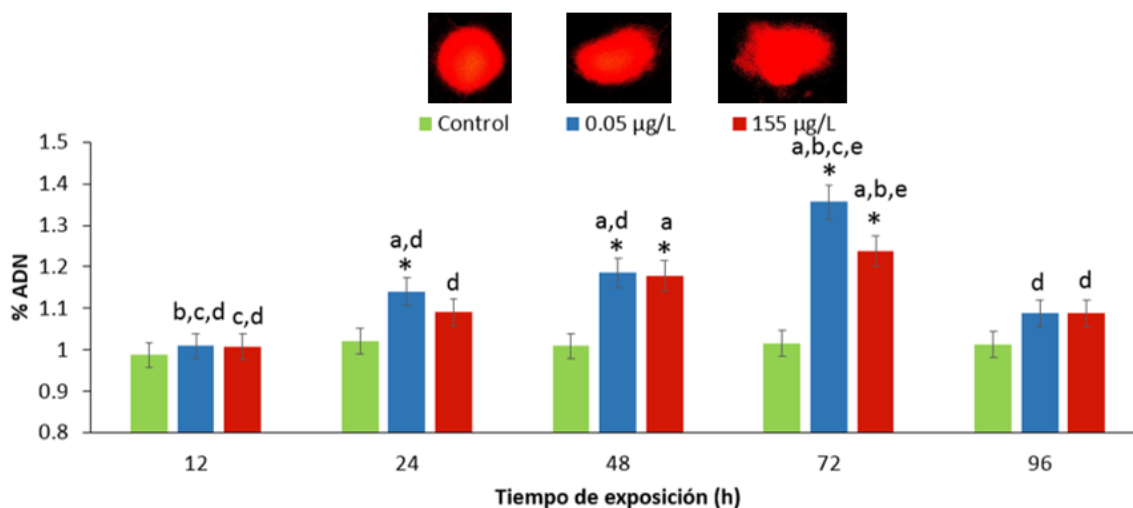 Control 0.05 µg/L 155 µg/L
1.5
1.4
1.3
1.2
1.1
1
0.9
0.8
% ADN
b,c,d c,d
a,d
*
d
a,d
*
a
*
a,b,c,e
*
a,b,e
*
d d
12 24 48 72 96
Tiempo de exposición (h)